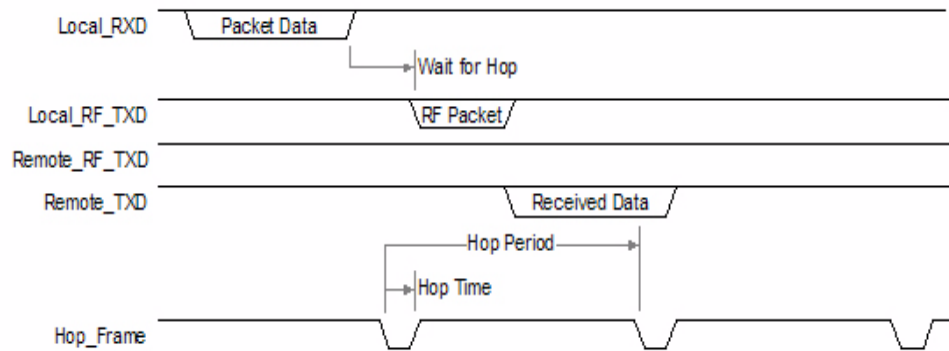 Local_RXD
Packet Data
Wait for Hop
Local_RF_TXD
RF Packet
Remote_RF_TXD
Remote_TXD
Received Data
Hop Period
Hop Time
Hop_Frame